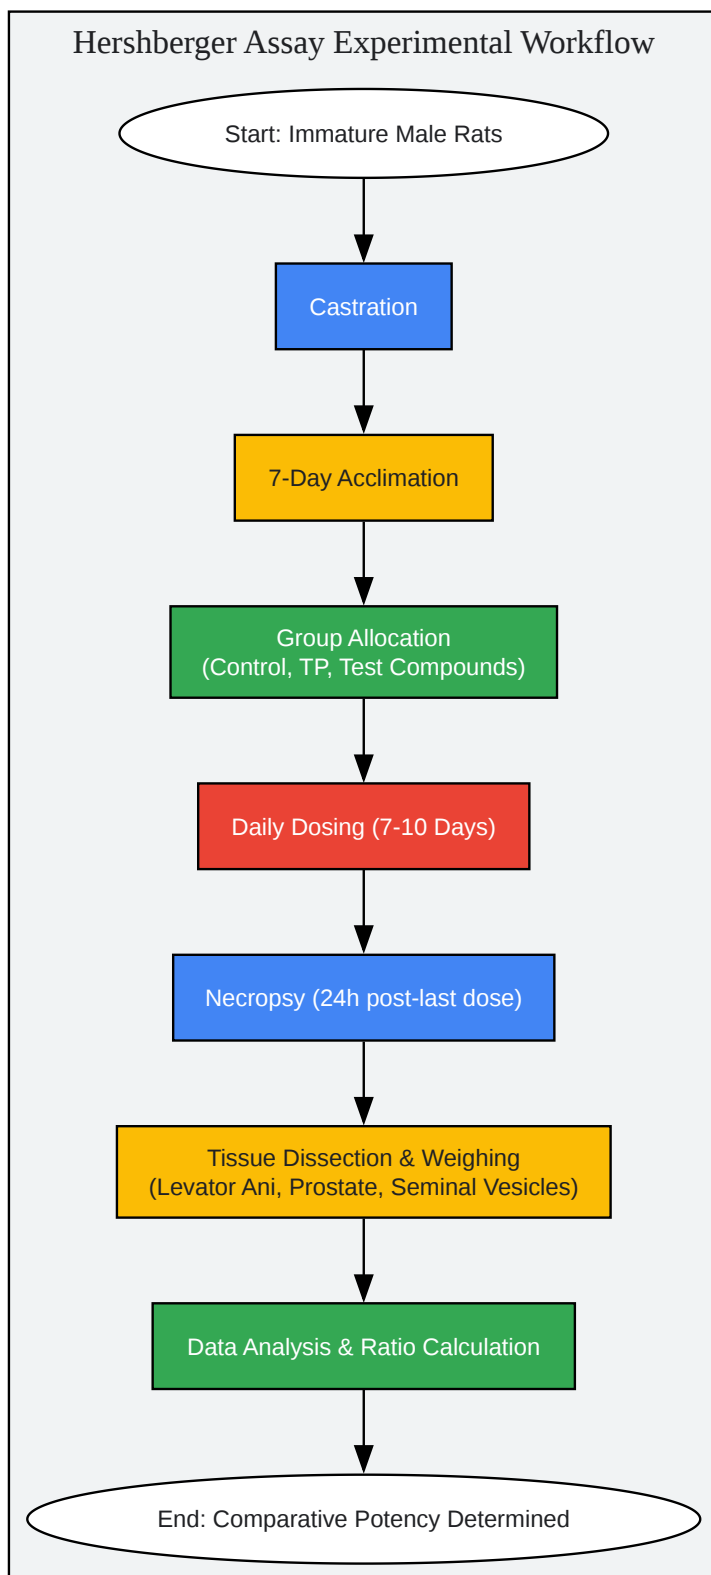 Hershberger Assay Experimental Workflow
Start: Immature Male Rats
Castration
7-Day Acclimation
Group Allocation
(Control, TP, Test Compounds)
Daily Dosing (7-10 Days)
Necropsy (24h post-last dose)
Tissue Dissection & Weighing
(Levator Ani, Prostate, Seminal Vesicles)
Data Analysis & Ratio Calculation
End: Comparative Potency Determined